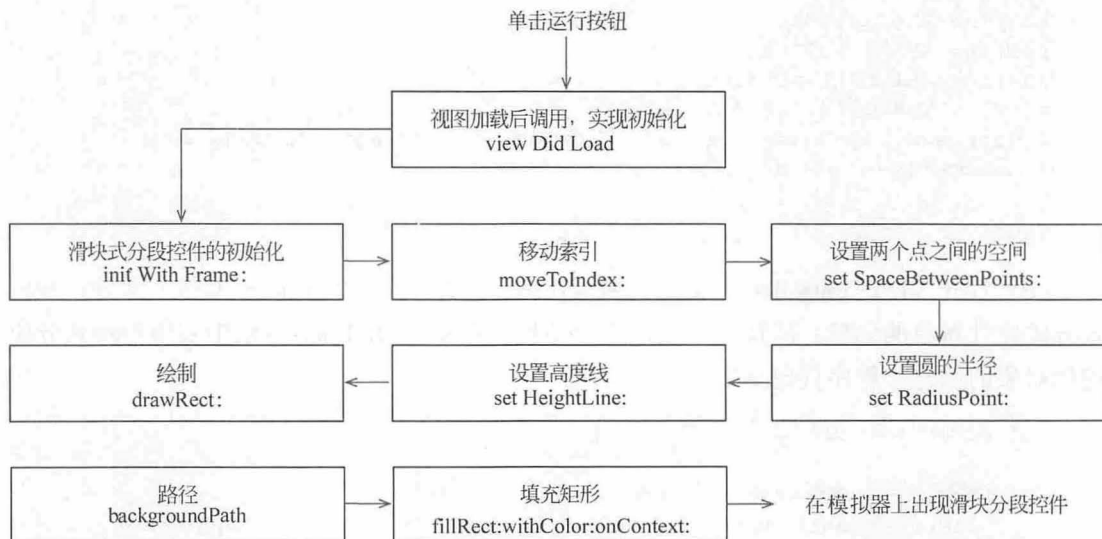 单击运行按钮
视图加载后调用，实现初始化
view Did Load
滑块式分段控件的初始化
init With Frame:
移动索引
moveToIndex:
设置两个点之间的空间
set SpaceBetweenPoints:
设置圆的半径
set RadiusPoint:
设置高度线
set HeightLine:
绘制
drawRect:
路径
backgroundPath
填充矩形
fillRect:withColor:onContext:
在模拟器上出现滑块分段控件